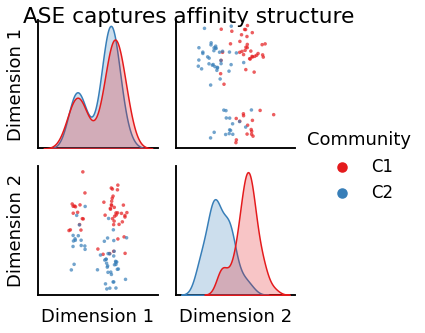 ASE captures affinity structure
Dimension 1
Community
C1
C2
Dimension 2
Dimension 1
Dimension 2